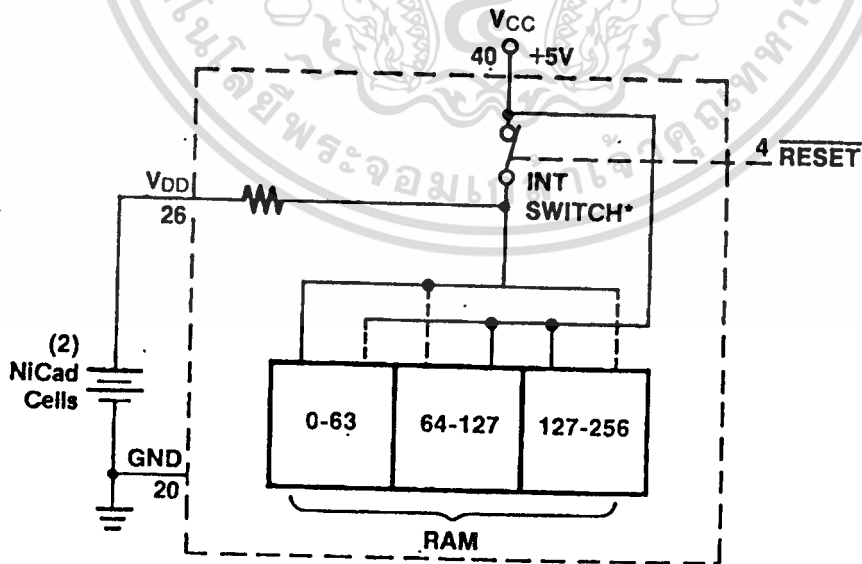 VCC
40 +5V
4 RESET
VDD
26
INT
SWITCH*
(2)
NiCad
Cells
0-63
64-127
127-256
GND
20
RAM